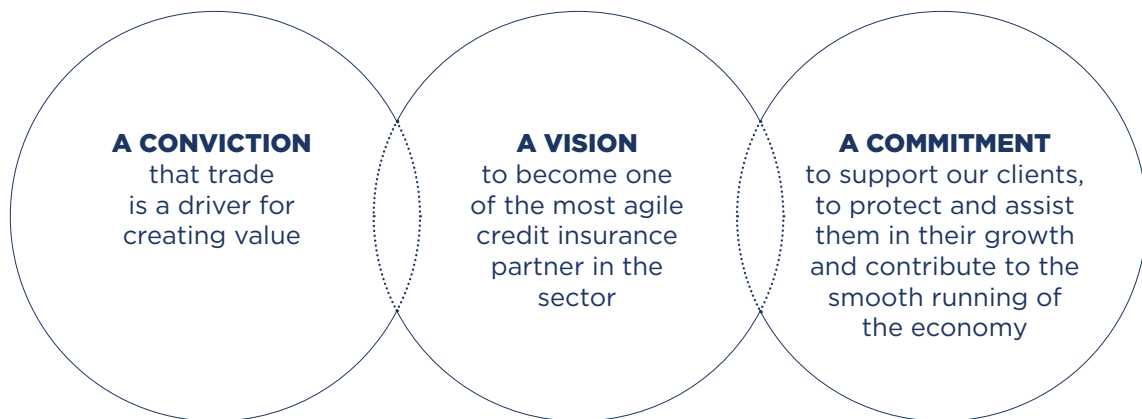 A CONVICTION
that trade
is a driver for
creating value
A VISION
to become one
of the most agile
credit insurance
partner in the
sector
A COMMITMENT
to support our clients,
to protect and assist
them in their growth
and contribute to the
smooth running of
the economy